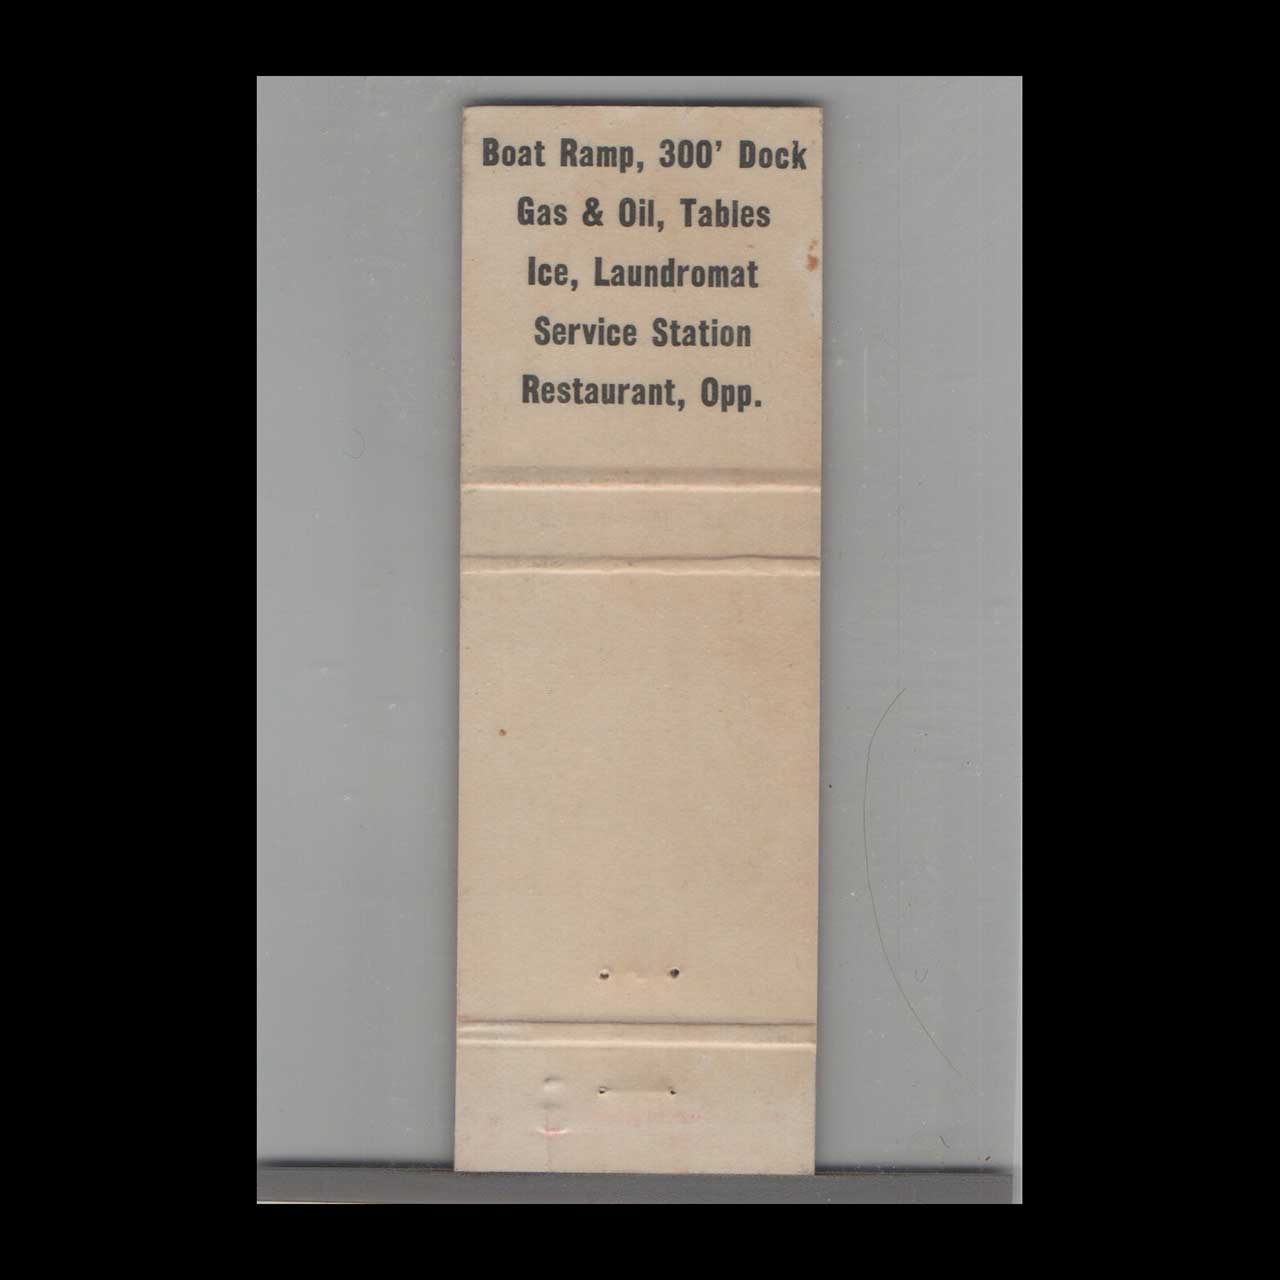 Boat Ramp, 300' Dock
Gas & Oil, Tables
Ice, Laundromat
Service Station
Restaurant, Opp.